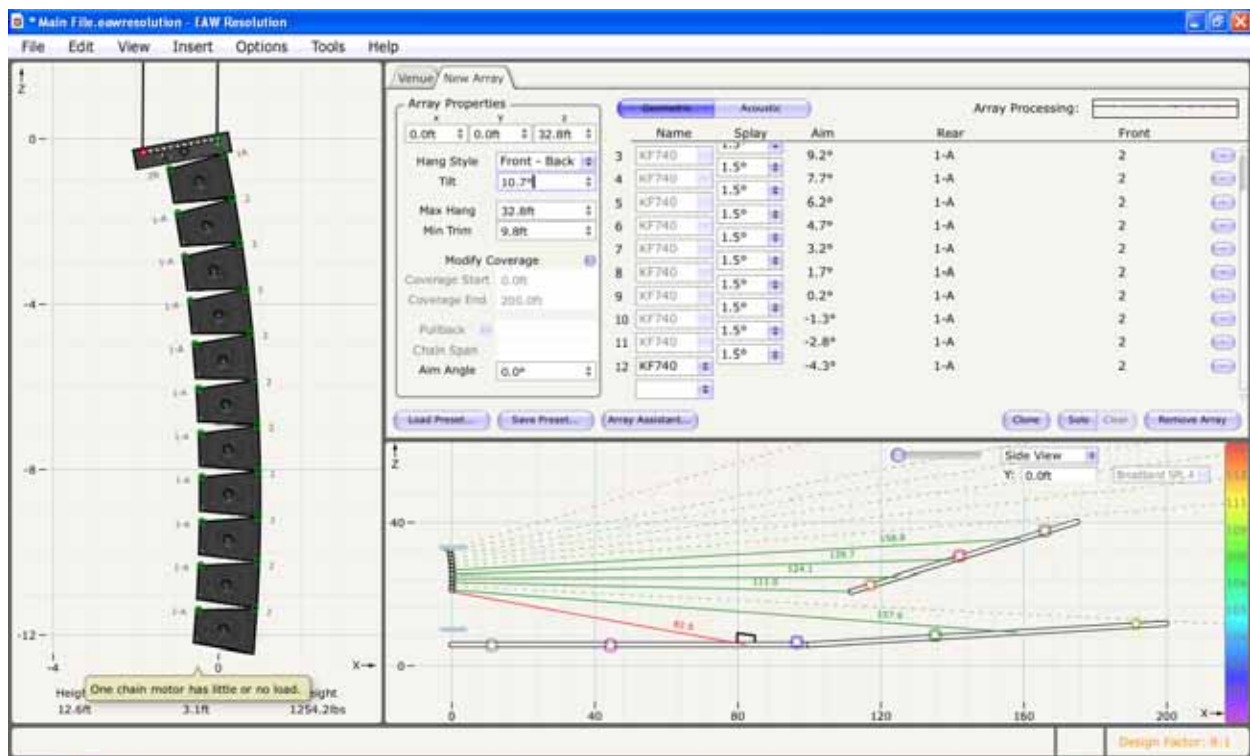 * Main File.eawresolution - EAW Resolution
File Edit View Insert Options Tools Help
Z
0
-4
-8
-12
-4 0 X
One chain motor has little or no load.
12.6ft 3.1ft 1254.2lbs
Venue New Array
Array Properties
x y z
0.0ft 0.0ft 32.8ft
Hang Style Front - Back
Tilt 10.7°
Max Hang 32.8ft
Min Trim 9.8ft
Modify Coverage
Coverage Start 0.0ft
Coverage End 200.0ft
Pullback
Chain Span
Aim Angle 0.0°
Geometric Acoustic Array Processing:
Name Splay Aim Rear Front
1.5°
3 KF740 9.2° 1-A 2
1.5°
4 KF740 7.7° 1-A 2
1.5°
5 KF740 6.2° 1-A 2
1.5°
6 KF740 4.7° 1-A 2
1.5°
7 KF740 3.2° 1-A 2
1.5°
8 KF740 1.7° 1-A 2
1.5°
9 KF740 0.2° 1-A 2
1.5°
10 KF740 -1.3° 1-A 2
1.5°
11 KF740 -2.8° 1-A 2
1.5°
12 KF740 -4.3° 1-A 2
Load Preset... Save Preset... Array Assistant... Clone Solo Clear Remove Array
Z
Side View
Y: 0.0ft
40
0
124.1
111.0
0 40 80 120 160 200 X
Design Factor: